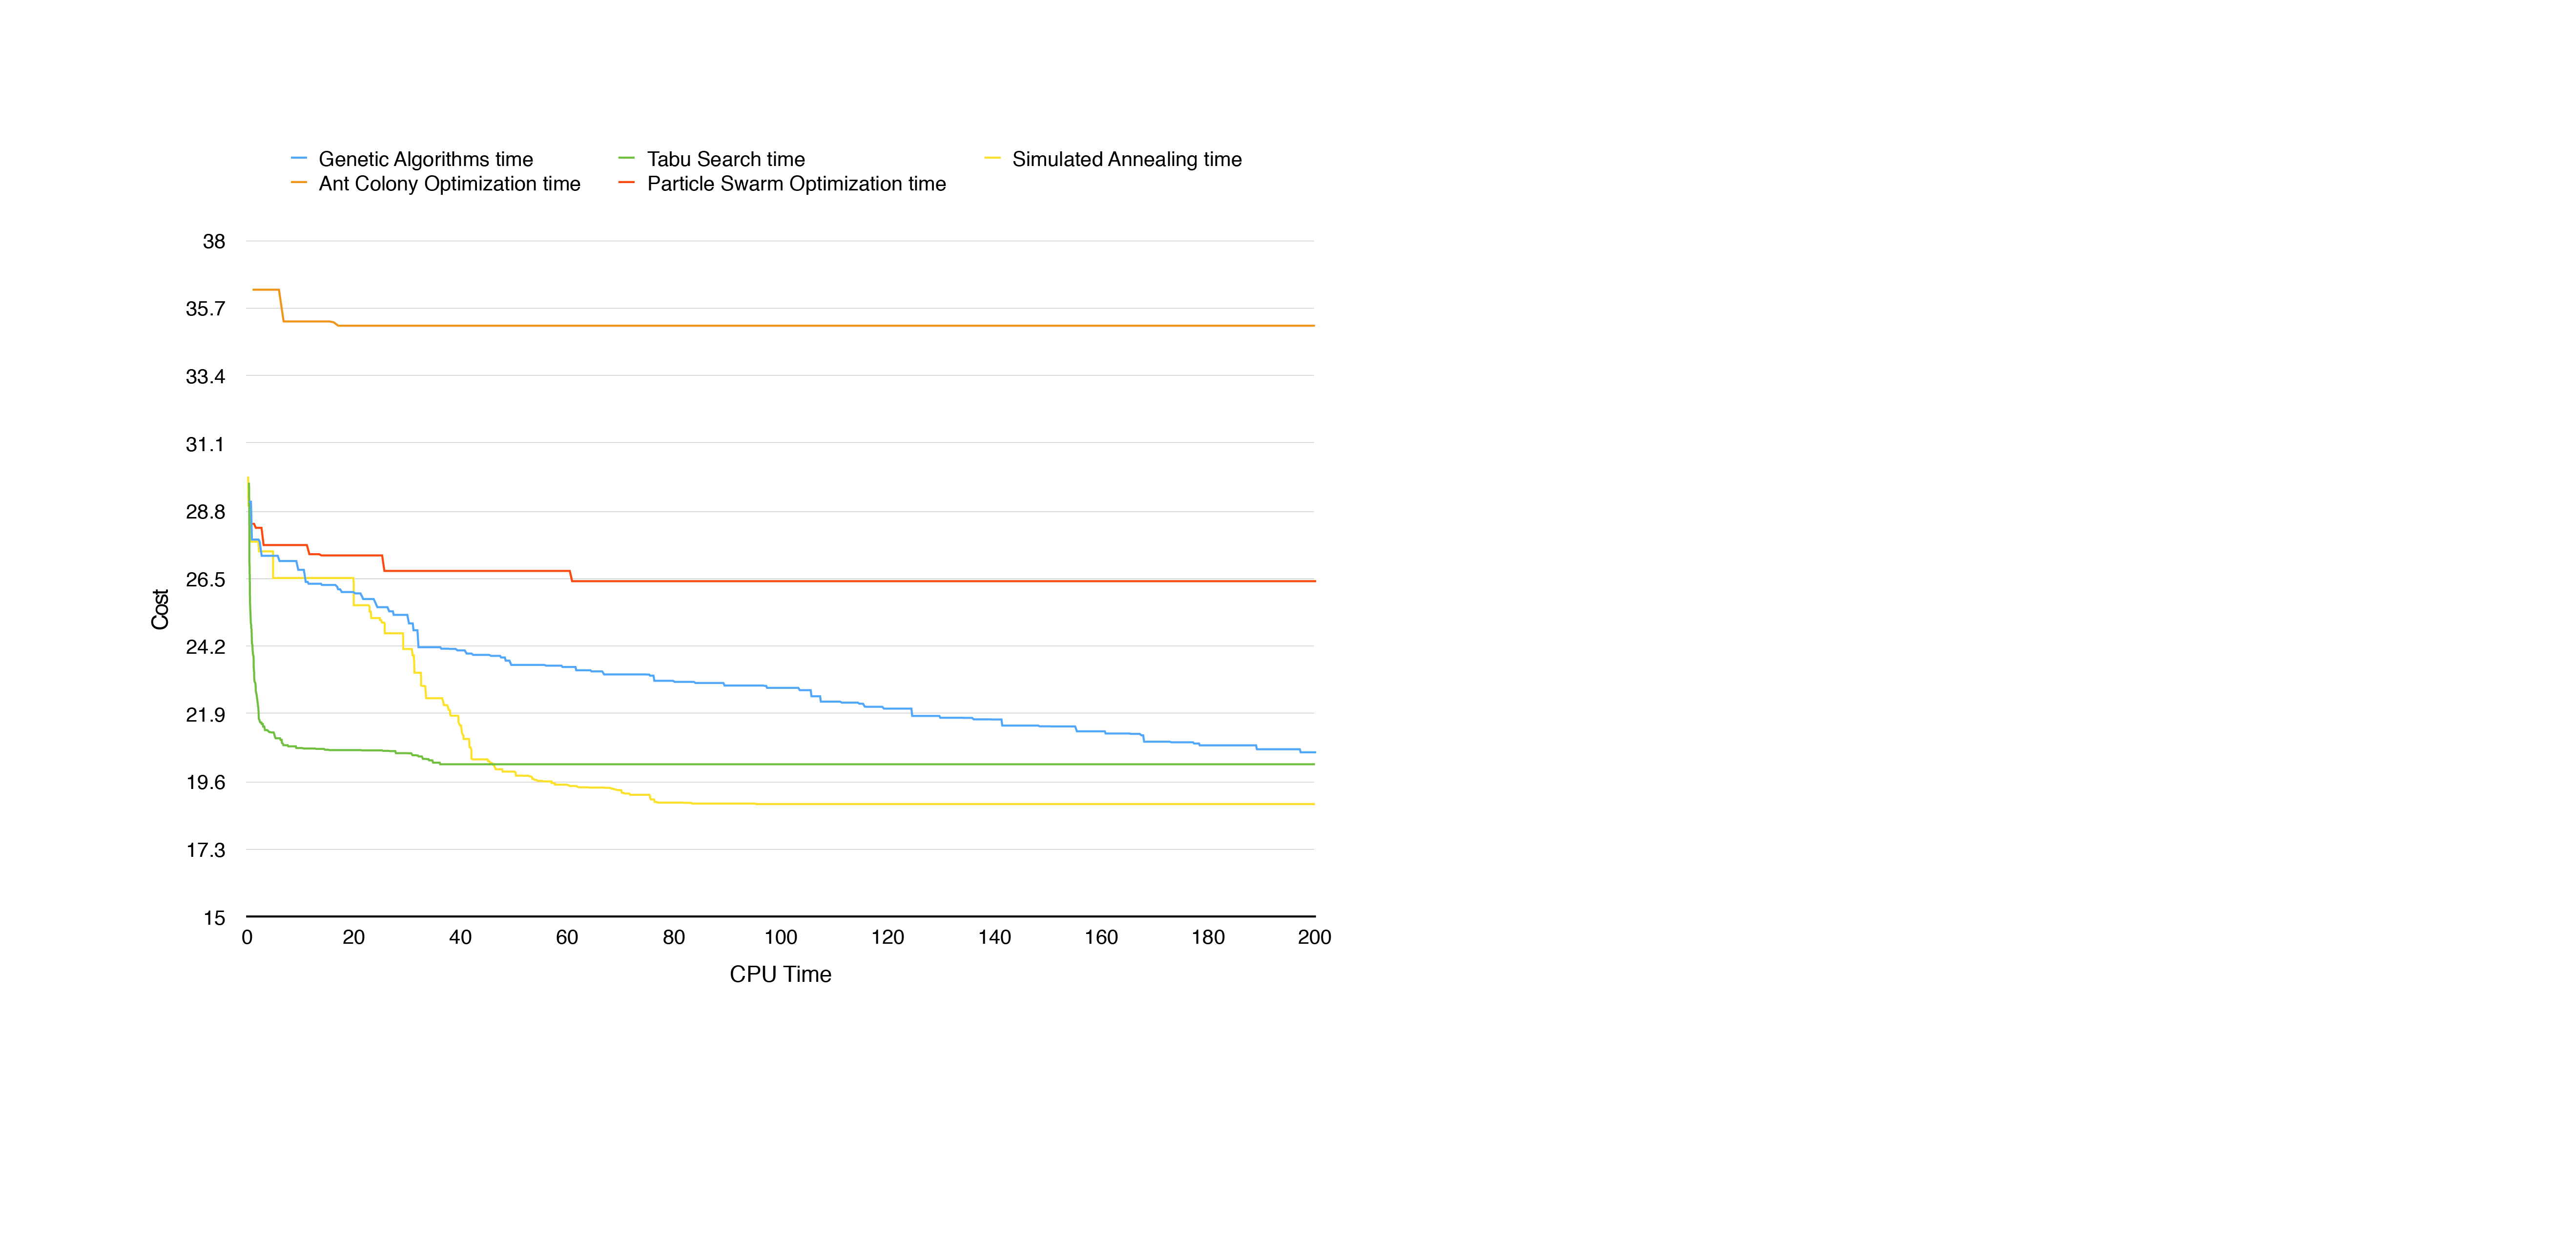 Genetic Algorithms time
Tabu Search time
Simulated Annealing time
Ant Colony Optimization time
Particle Swarm Optimization time
38
35.7
33.4
31.1
28.8
26.5
24.2
21.9
19.6
17.3
15
Cost
0 20 40 60 80 100 120 140 160 180 200
CPU Time